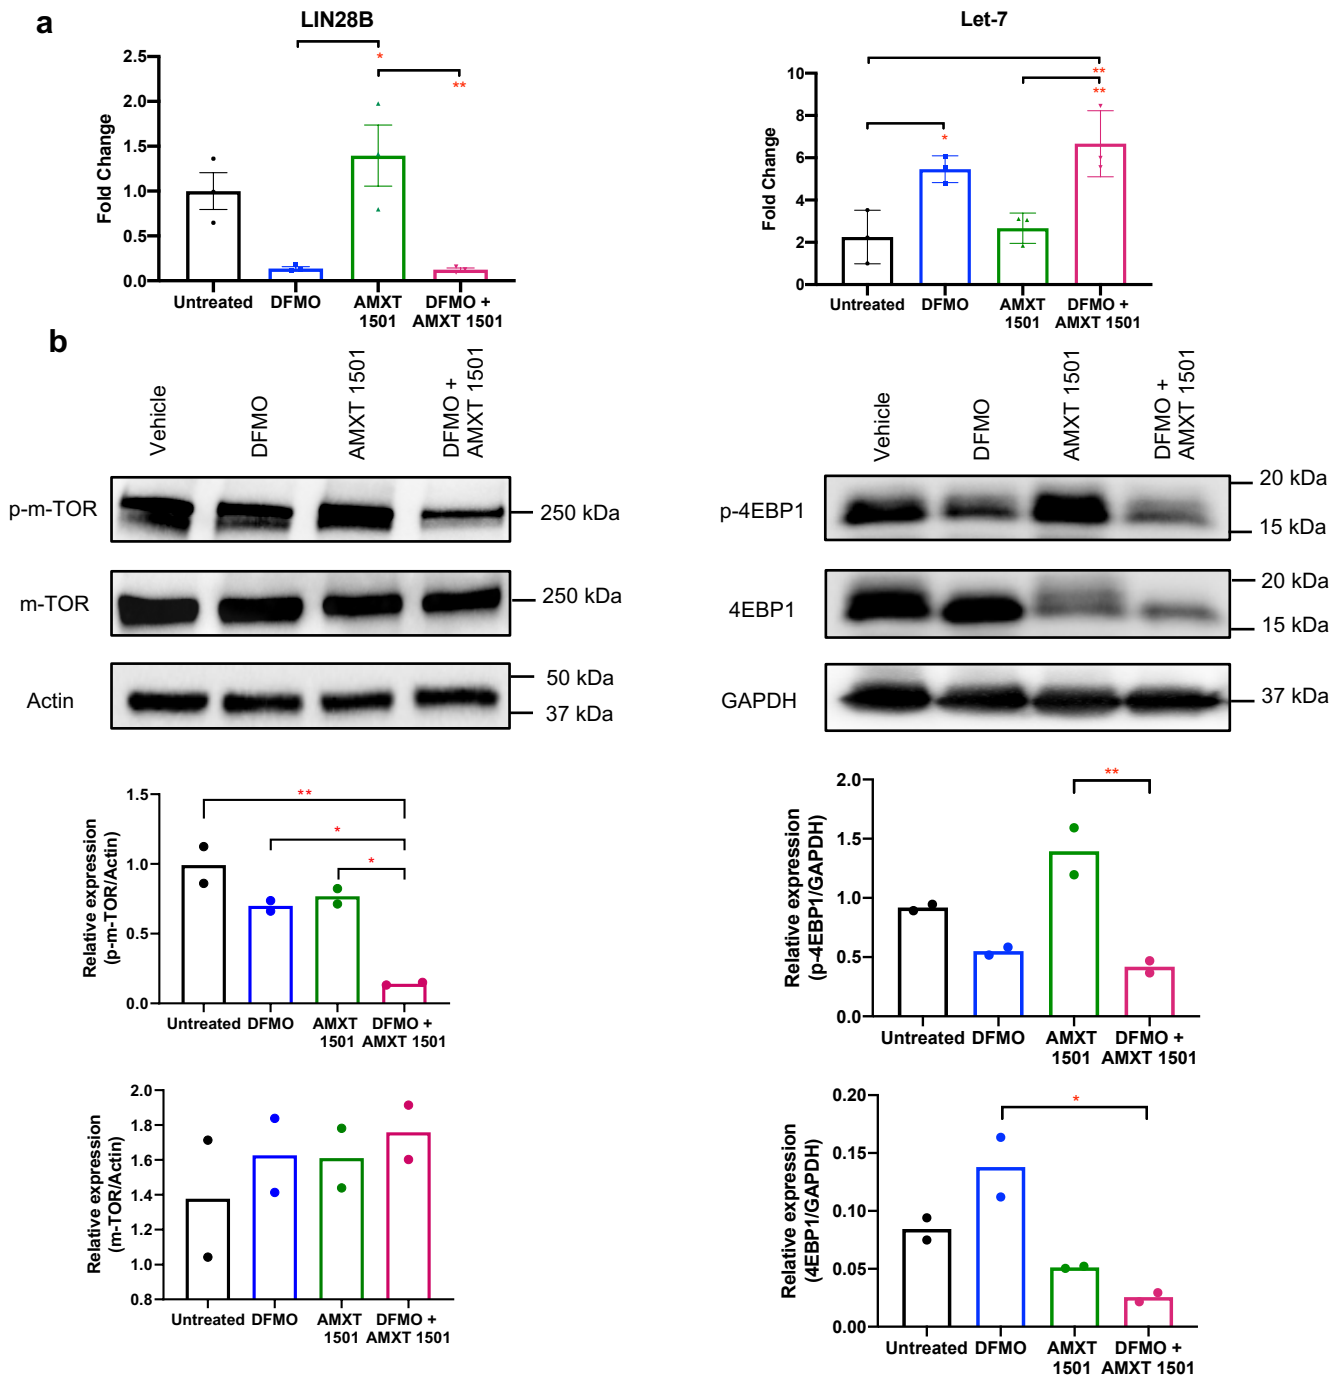 a
LIN28B
Fold Change
2.5
2.0
1.5
1.0
0.5
0.0
*
**
Untreated
DFMO
AMXT
1501
DFMO +
AMXT 1501
Let-7
Fold Change
10
8
6
4
2
0
*
**
**
Untreated
DFMO
AMXT
1501
DFMO +
AMXT 1501
b
Vehicle
DFMO
AMXT 1501
DFMO +
AMXT 1501
p-m-TOR
250 kDa
m-TOR
250 kDa
Actin
50 kDa
37 kDa
Vehicle
DFMO
AMXT 1501
DFMO +
AMXT 1501
p-4EBP1
20 kDa
15 kDa
4EBP1
20 kDa
15 kDa
GAPDH
37 kDa
Relative expression
(p-m-TOR/Actin)
1.5
1.0
0.5
0.0
**
*
*
Untreated
DFMO
AMXT
1501
DFMO +
AMXT 1501
Relative expression
(p-4EBP1/GAPDH)
2.0
1.5
1.0
0.5
0.0
**
Untreated
DFMO
AMXT
1501
DFMO +
AMXT 1501
Relative expression
(m-TOR/Actin)
2.0
1.8
1.6
1.4
1.2
1.0
0.8
Untreated
DFMO
AMXT
1501
DFMO +
AMXT 1501
Relative expression
(4EBP1/GAPDH)
0.20
0.15
0.10
0.05
0.00
*
Untreated
DFMO
AMXT
1501
DFMO +
AMXT 1501